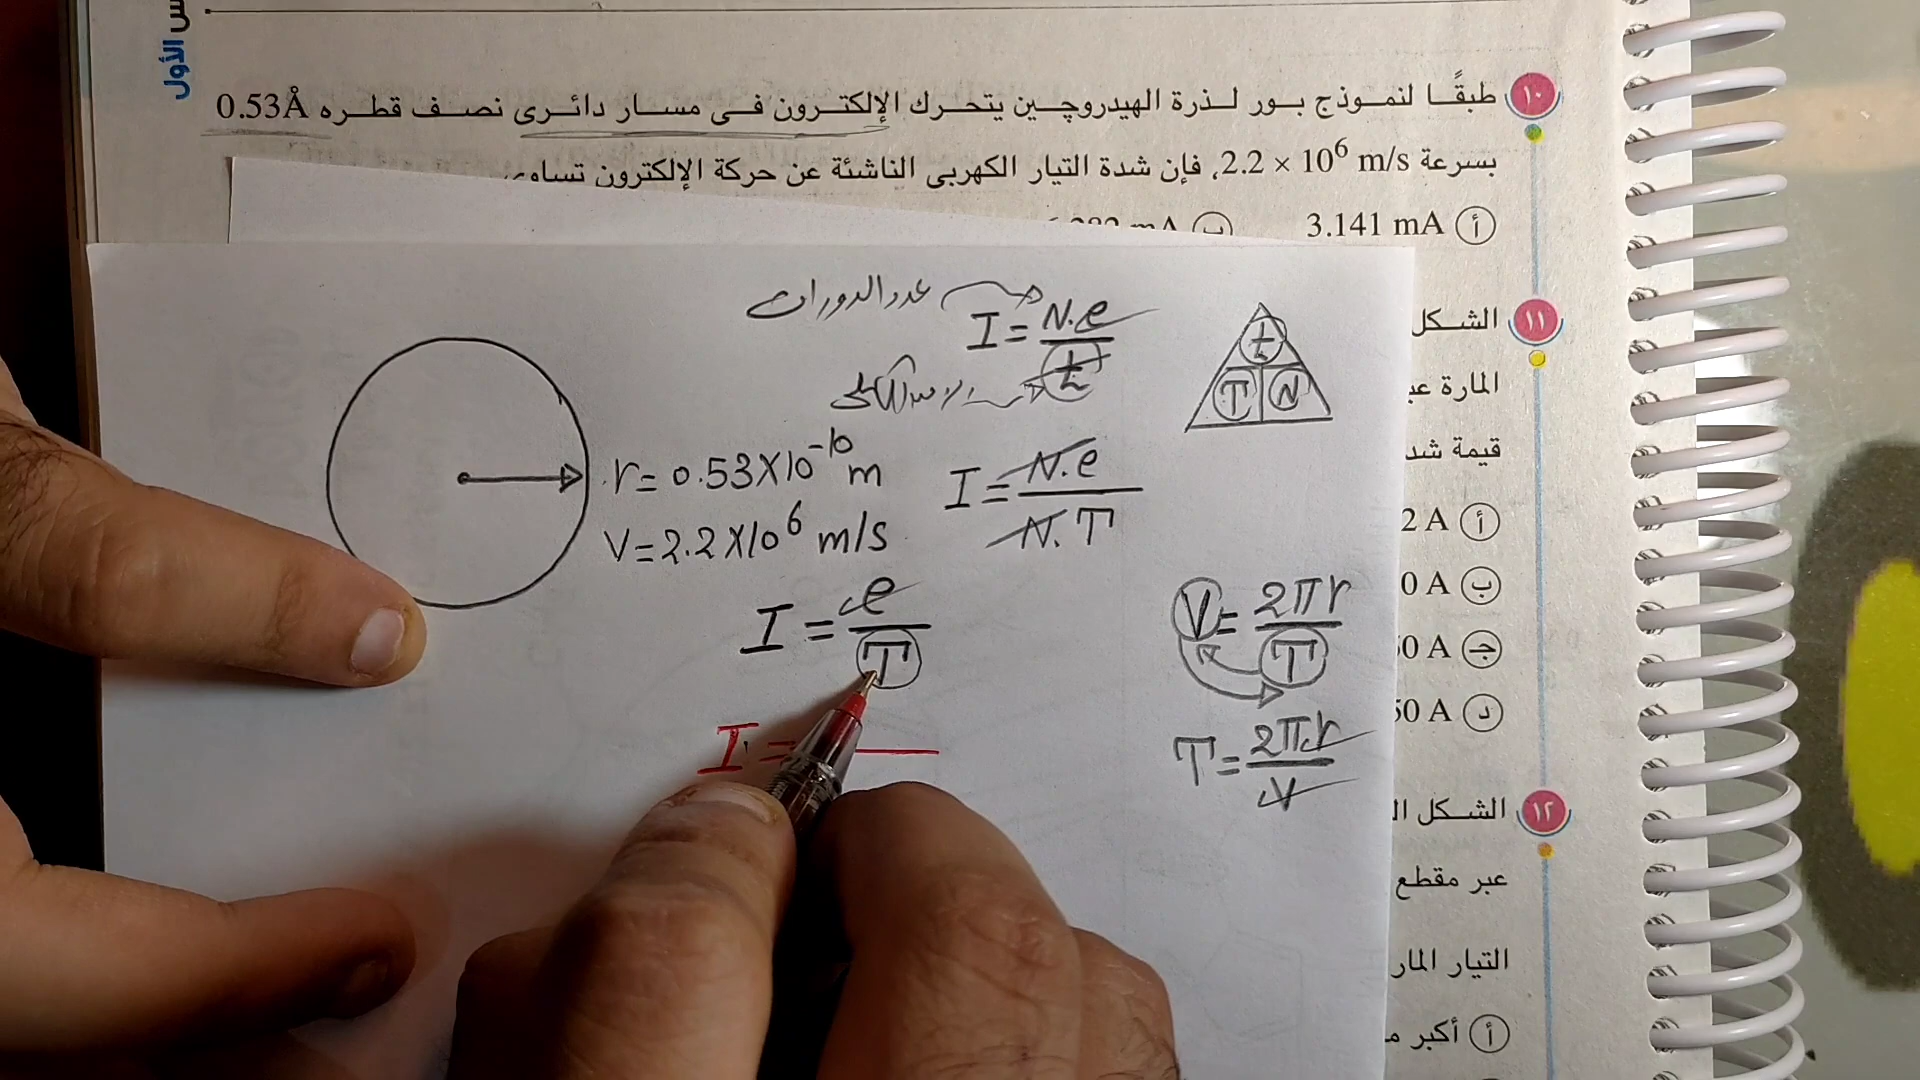 الأول
١٠ طبقًا لنموذج بور لذرة الهيدروچين يتحرك الإلكترون فى مسار دائرى نصف قطره 0.53Å
بسرعة 2.2 × 10⁶ m/s، فإن شدة التيار الكهربى الناشئة عن حركة الإلكترون تساوى
أ 3.141 mA
ب mA
عدد الدورات
I = N.e / t
t
T N
r = 0.53×10⁻¹⁰ m
I = N.e / N.T
V = 2.2×10⁶ m/s
I = e / T
V = 2πr / T
I =
T = 2πr / V
١١ الشكل
المارة عبر
قيمة شد
أ 2 A
ب 0 A
جـ 0 A
د 50 A
١٢ الشكل ال
عبر مقطع
التيار المار
أ أكبر م